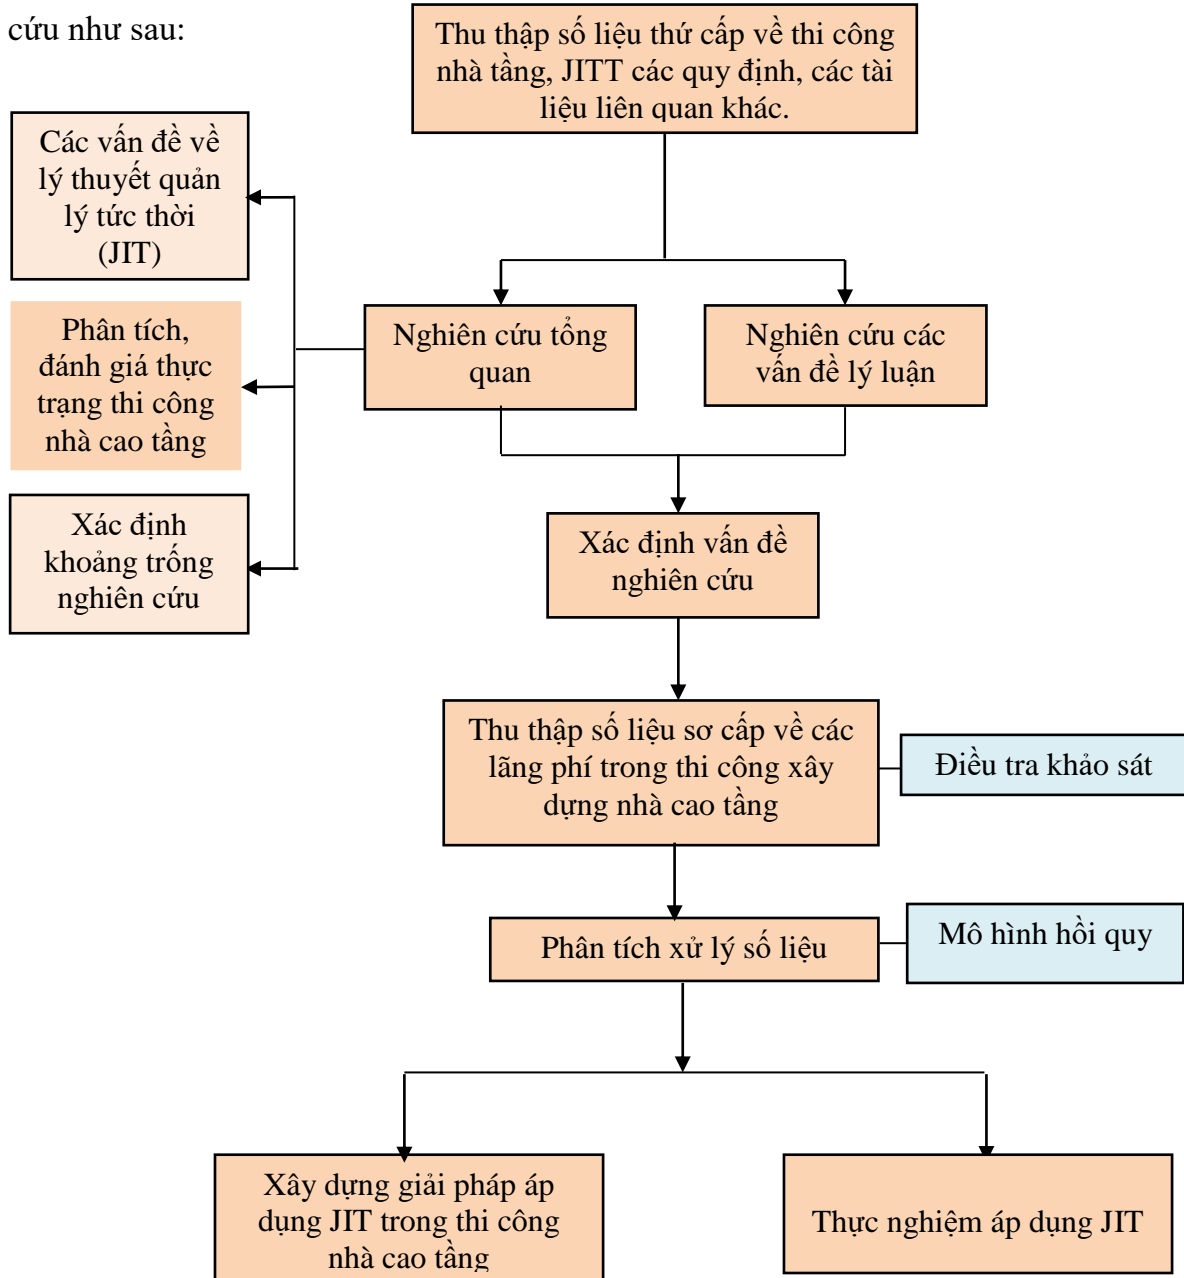 cứu như sau:
Thu thập số liệu thứ cấp về thi công
nhà tầng, JITT các quy định, các tài
liệu liên quan khác.
Các vấn đề về
lý thuyết quản
lý tức thời
(JIT)
Phân tích,
đánh giá thực
trạng thi công
nhà cao tầng
Xác định
khoảng trống
nghiên cứu
Nghiên cứu tổng
quan
Nghiên cứu các
vấn đề lý luận
Xác định vấn đề
nghiên cứu
Thu thập số liệu sơ cấp về các
lãng phí trong thi công xây
dựng nhà cao tầng
Điều tra khảo sát
Phân tích xử lý số liệu
Mô hình hồi quy
Xây dựng giải pháp áp
dụng JIT trong thi công
nhà cao tầng
Thực nghiệm áp dụng JIT